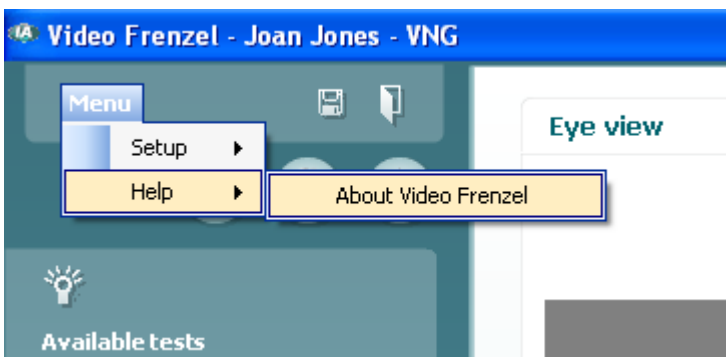 Video Frenzel - Joan Jones - VNG
Menu
Eye view
Setup
Help
About Video Frenzel
Available tests